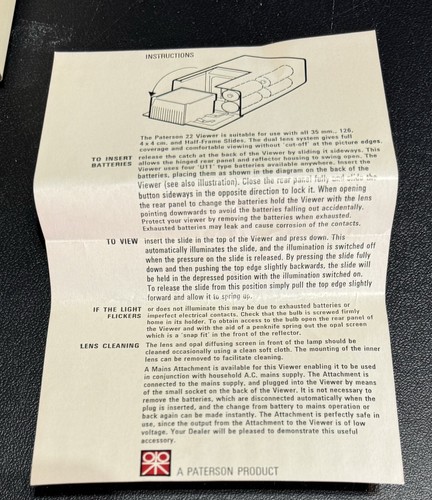 INSTRUCTIONS
The Paterson 22 Viewer is suitable for use with all 35 mm., 126,
4 x 4 cm. and Half-Frame Slides. The dual lens system gives full
coverage and comfortable viewing without 'cut-off' at the picture edges.
TO INSERT BATTERIES
release the catch at the back of the Viewer by sliding it sideways. This
allows the hinged rear panel and reflector housing to swing open. The
Viewer uses four 'U11' type batteries available anywhere. Insert the
batteries, placing them as shown in the diagram on the back of the
Viewer (see also illustration). Close the rear panel fully and slide the
button sideways in the opposite direction to lock it. When opening
the rear panel to change the batteries hold the Viewer with the lens
pointing downwards to avoid the batteries falling out accidentally.
Protect your viewer by removing the batteries when exhausted.
Exhausted batteries may leak and cause corrosion of the contacts.
TO VIEW
insert the slide in the top of the Viewer and press down. This
automatically illuminates the slide, and the illumination is switched off
when the pressure on the slide is released. By pressing the slide fully
down and then pushing the top edge slightly backwards, the slide will
be held in the depressed position with the illumination switched on.
To release the slide from this position simply pull the top edge slightly
forward and allow it to spring up.
IF THE LIGHT FLICKERS
or does not illuminate this may be due to exhausted batteries or
imperfect electrical contacts. Check that the bulb is screwed firmly
home in its holder. To obtain access to the bulb open the rear panel of
the Viewer and with the aid of a penknife spring out the opal screen
which is a 'snap fit' in the front of the reflector.
LENS CLEANING
The lens and opal diffusing screen in front of the lamp should be
cleaned occasionally using a clean soft cloth. The mounting of the inner
lens can be removed to facilitate cleaning.
A Mains Attachment is available for this Viewer enabling it to be used
in conjunction with household A.C. mains supply. The Attachment is
connected to the mains supply, and plugged into the Viewer by means
of the small socket on the back of the Viewer. It is not necessary to
remove the batteries, which are disconnected automatically when the
plug is inserted, and the change from battery to mains operation or
back again can be made instantly. The Attachment is perfectly safe in
use, since the output from the Attachment to the Viewer is of low
voltage. Your Dealer will be pleased to demonstrate this useful
accessory.
A PATERSON PRODUCT